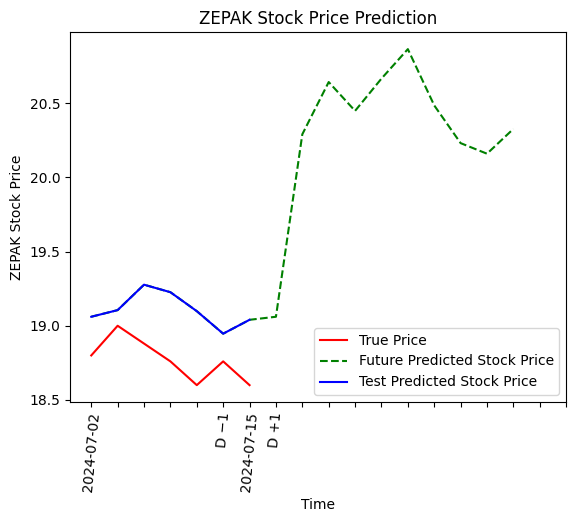 ZEPAK Stock Price Prediction
ZEPAK Stock Price
20.5
20.0
19.5
19.0
18.5
True Price
Future Predicted Stock Price
Test Predicted Stock Price
2024-07-02
D −1
2024-07-15
D +1
Time